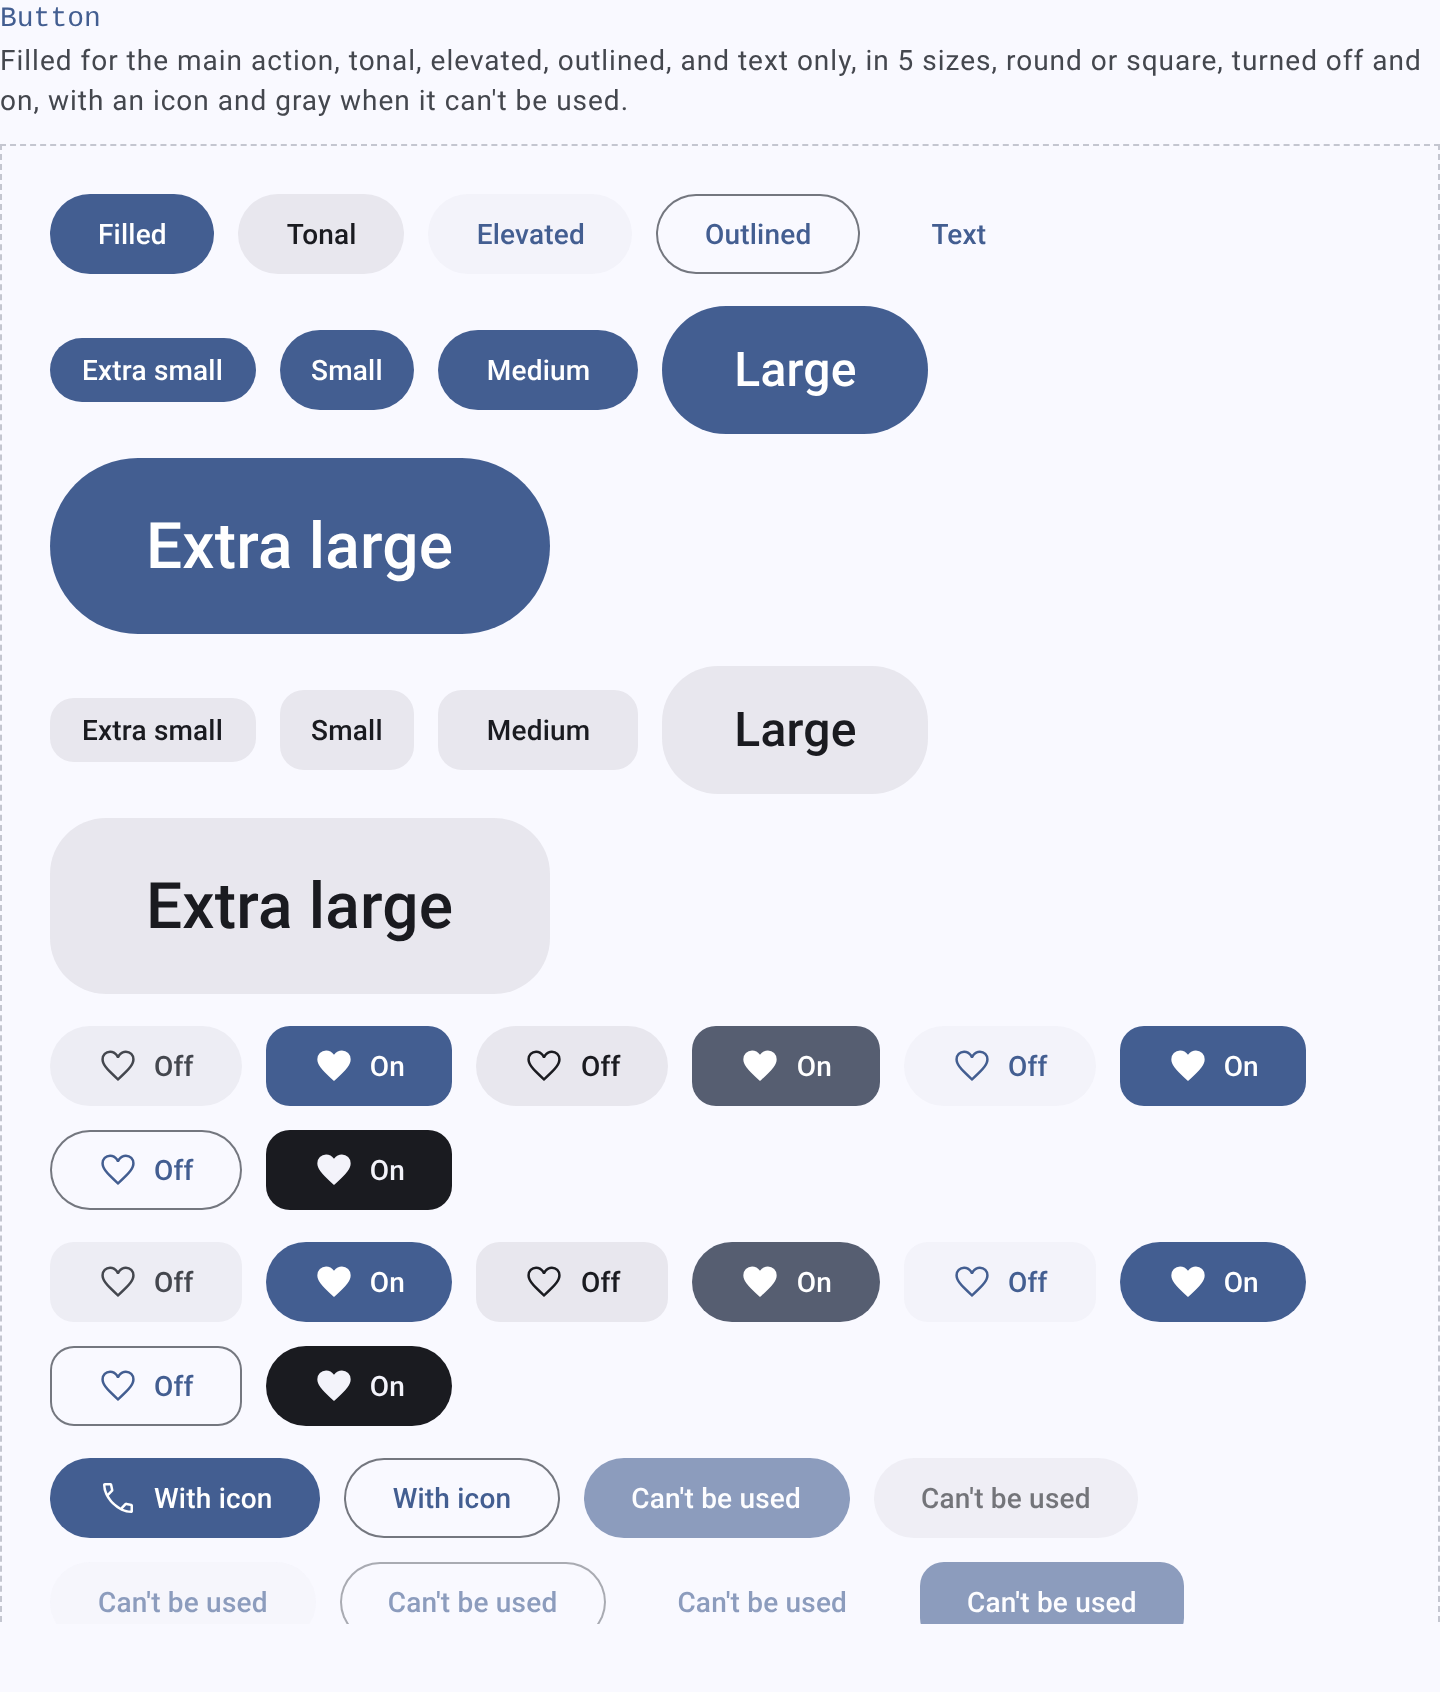 Button
Filled for the main action, tonal, elevated, outlined, and text only, in 5 sizes, round or square, turned off and
on, with an icon and gray when it can't be used.
Filled Tonal Elevated Outlined Text
Extra small Small Medium Large
Extra large
Extra small Small Medium Large
Extra large
Off On Off On Off On
Off On
Off On Off On Off On
Off On
With icon With icon Can't be used Can't be used
Can't be used Can't be used Can't be used Can't be used